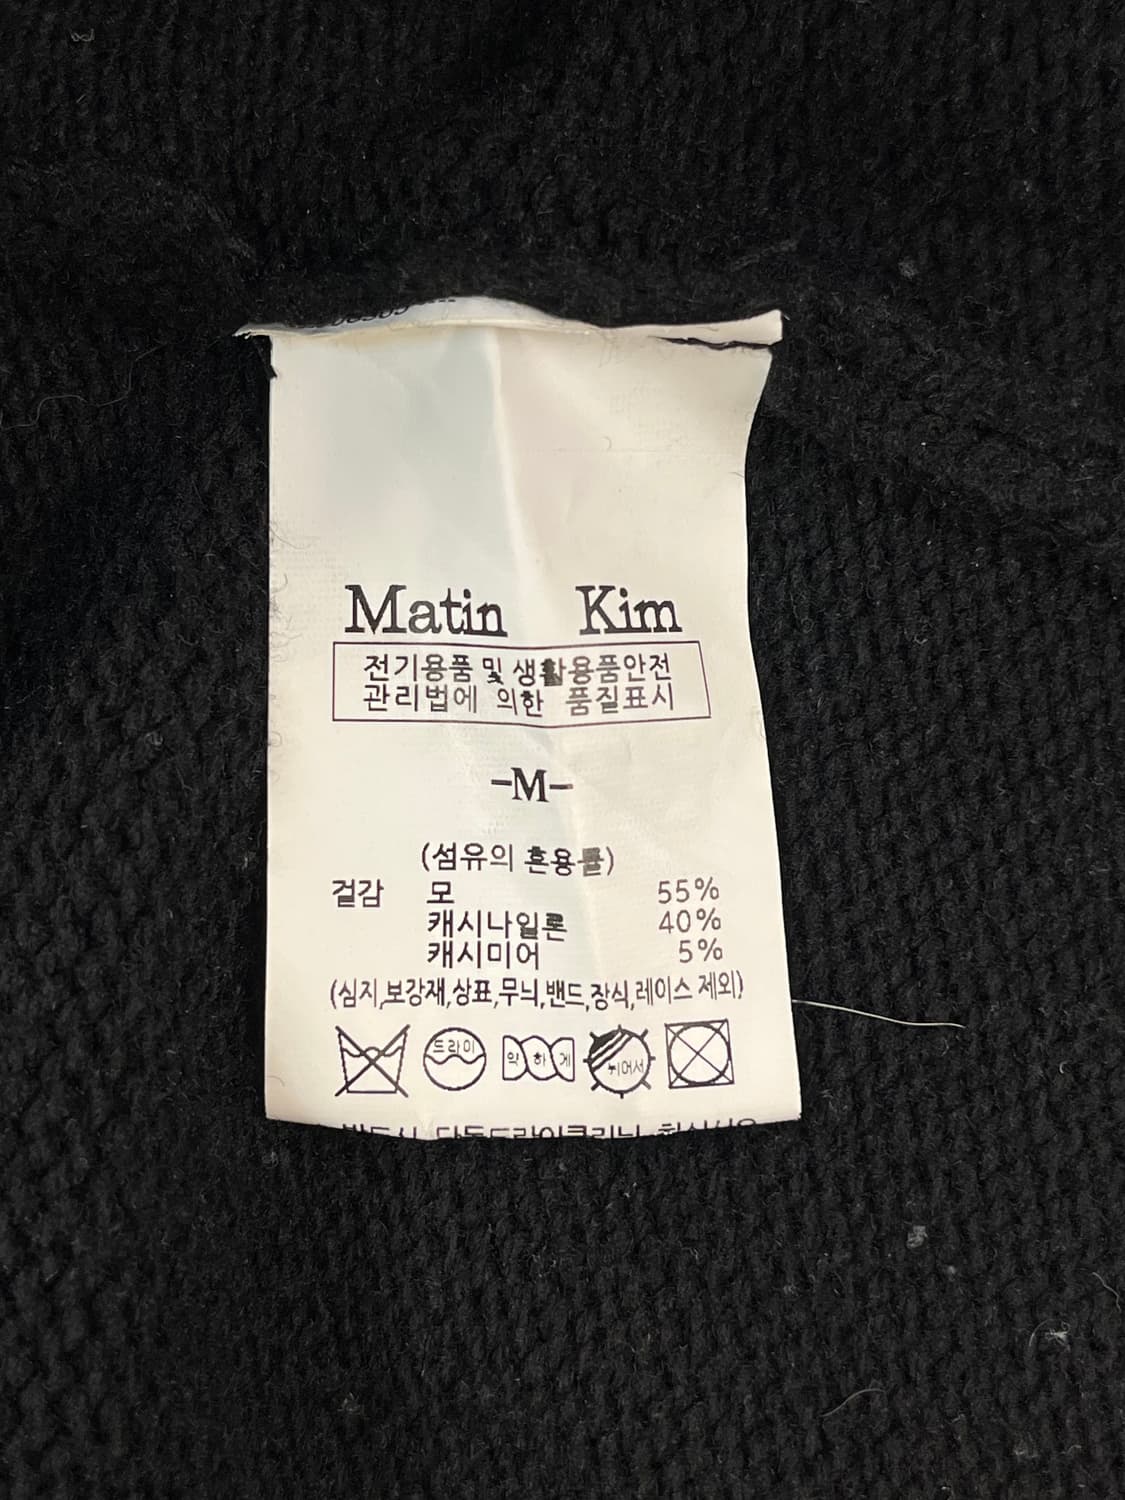 Matin Kim
전기용품 및 생활용품안전
관리법에 의한 품질표시
-M-
(섬유의 혼용률)
겉감 모 55%
캐시나일론 40%
캐시미어 5%
(심지,보강재,상표,무늬,밴드,장식,레이스 제외)
드라이 약하게 뉘어서